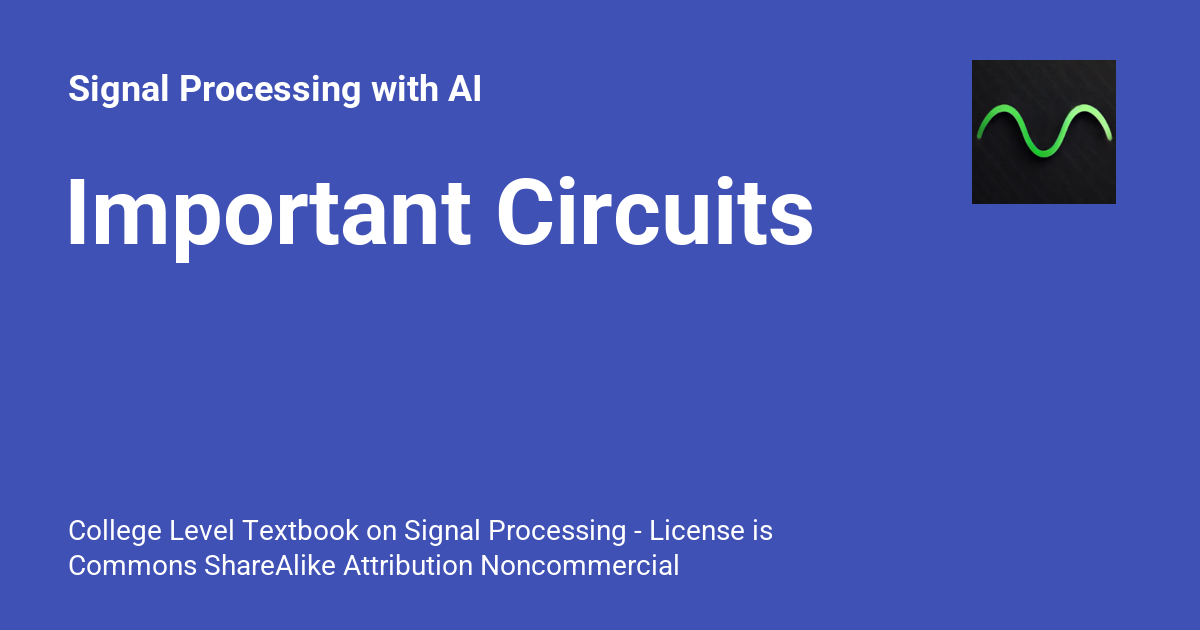 Signal Processing with AI
Important Circuits
College Level Textbook on Signal Processing - License is
Commons ShareAlike Attribution Noncommercial